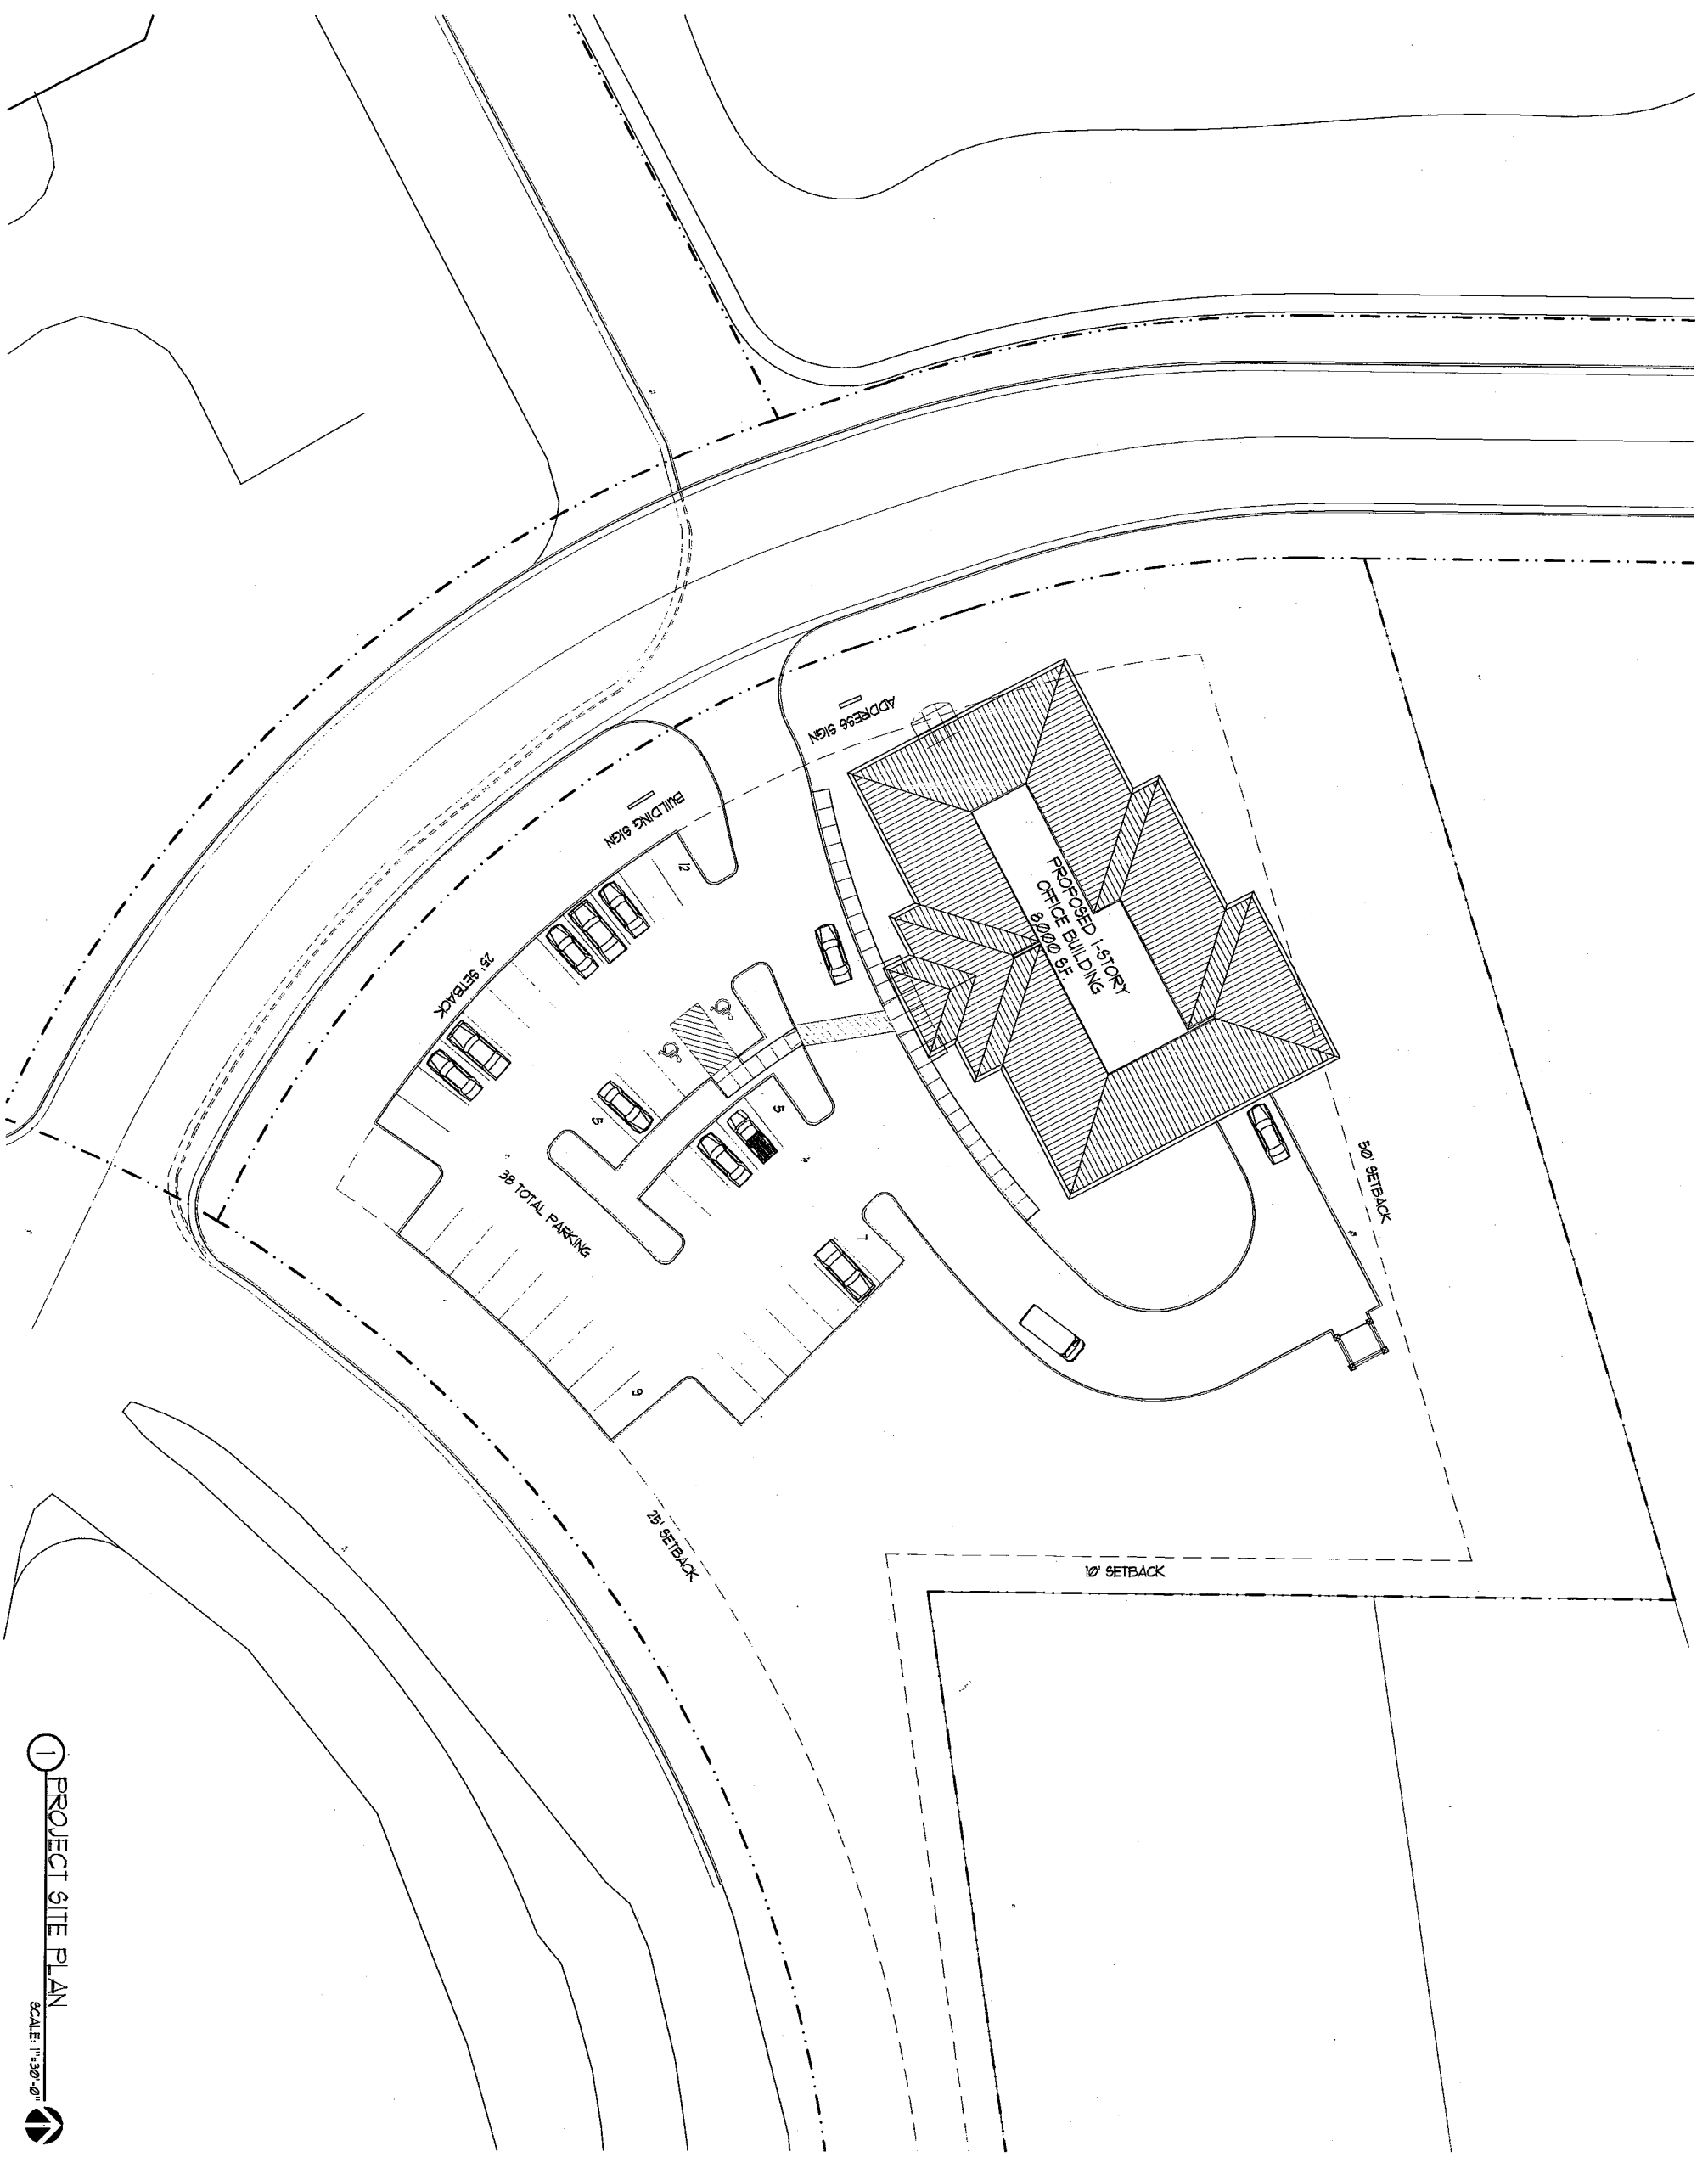 ADDRESS SIGN
BUILDING SIGN
12
PROPOSED 1-STORY
OFFICE BUILDING
8,000 S.F.
25' SETBACK
5
5
38 TOTAL PARKING
7
9
50' SETBACK
25' SETBACK
10' SETBACK
1
PROJECT SITE PLAN
SCALE: 1"=30'-0"